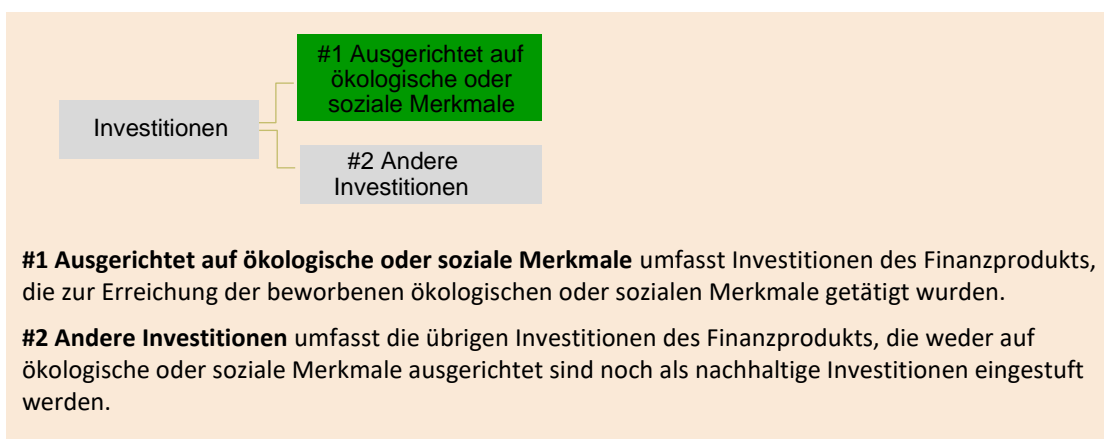 #1 Ausgerichtet auf
ökologische oder
soziale Merkmale
Investitionen
#2 Andere
Investitionen
#1 Ausgerichtet auf ökologische oder soziale Merkmale umfasst Investitionen des Finanzprodukts,
die zur Erreichung der beworbenen ökologischen oder sozialen Merkmale getätigt wurden.
#2 Andere Investitionen umfasst die übrigen Investitionen des Finanzprodukts, die weder auf
ökologische oder soziale Merkmale ausgerichtet sind noch als nachhaltige Investitionen eingestuft
werden.